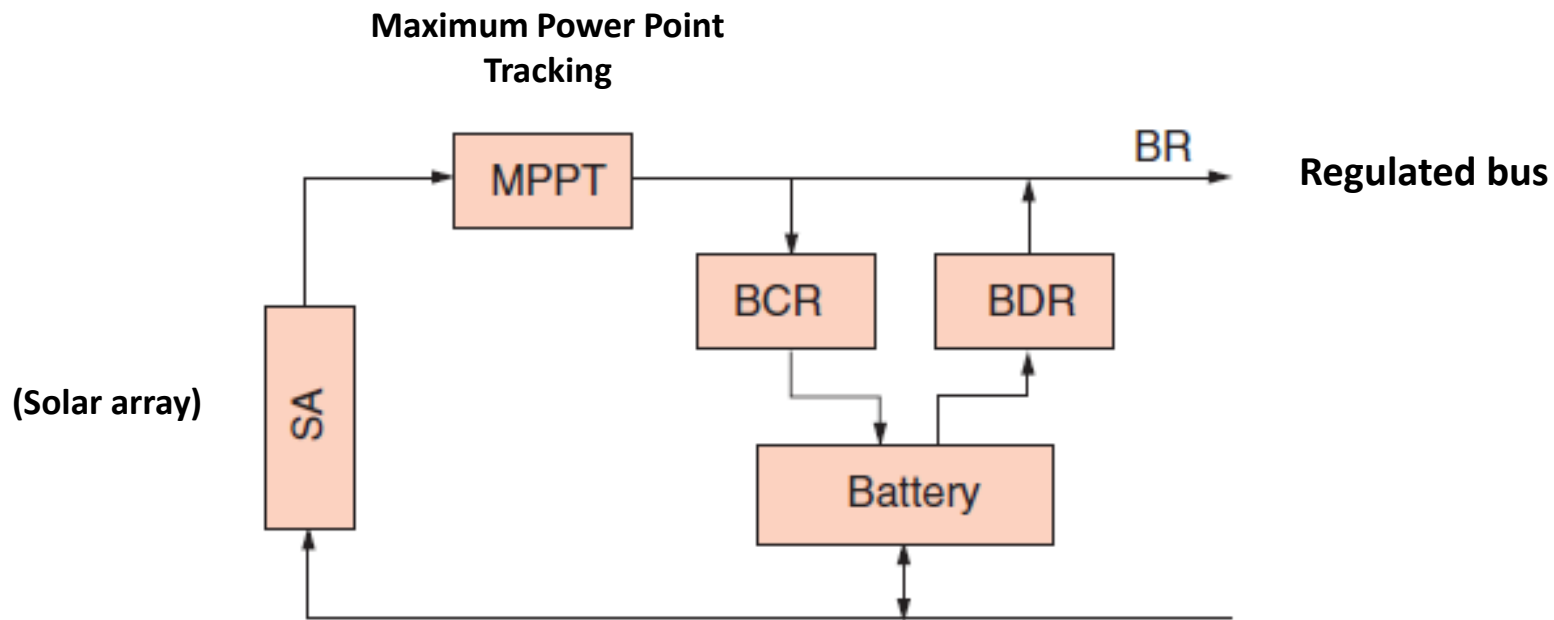 Maximum Power Point
Tracking
MPPT
BR
Regulated bus
BCR
BDR
(Solar array)
SA
Battery